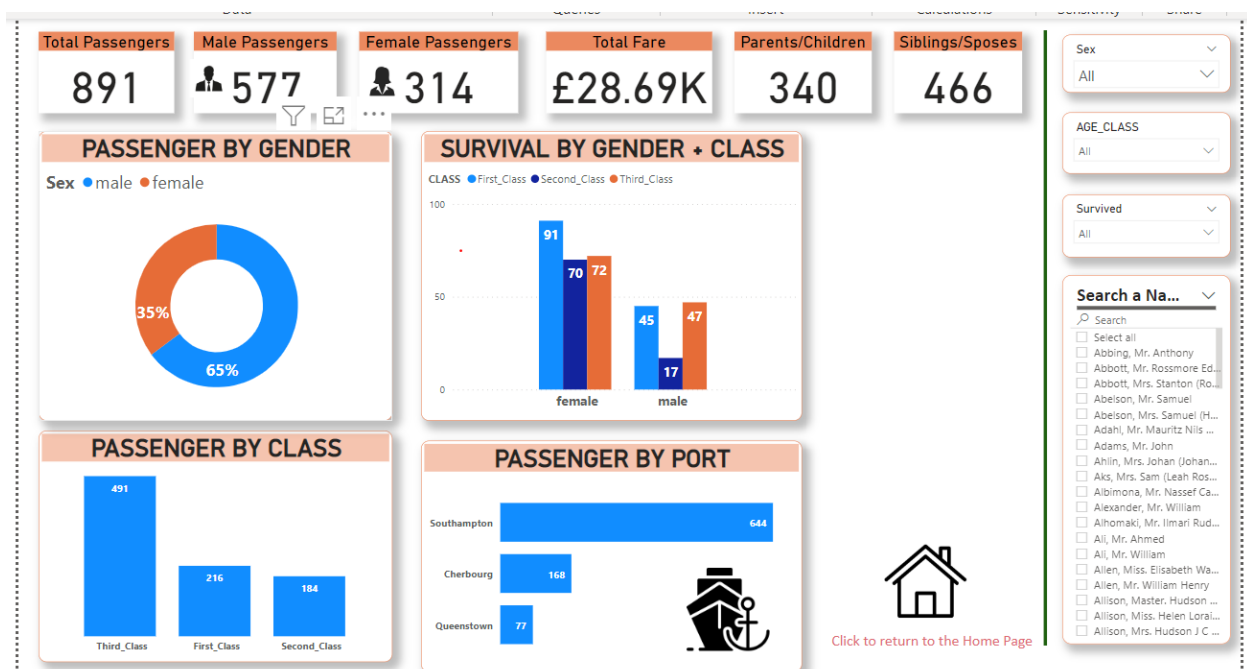 Data Queries Insert Calculations Sensitivity Share
Total Passengers
891
Male Passengers
577
Female Passengers
314
Total Fare
£28.69K
Parents/Children
340
Siblings/Sposes
466
PASSENGER BY GENDER
Sex male female
35%
65%
SURVIVAL BY GENDER + CLASS
CLASS First_Class Second_Class Third_Class
100
50
0
91
70
72
45
17
47
female male
PASSENGER BY CLASS
491
216
184
Third_Class First_Class Second_Class
PASSENGER BY PORT
Southampton 644
Cherbourg 168
Queenstown 77
Click to return to the Home Page
Sex
All
AGE_CLASS
All
Survived
All
Search a Na...
Search
Select all
Abbing, Mr. Anthony
Abbott, Mr. Rossmore Ed...
Abbott, Mrs. Stanton (Ro...
Abelson, Mr. Samuel
Abelson, Mrs. Samuel (H...
Adahl, Mr. Mauritz Nils ...
Adams, Mr. John
Ahlin, Mrs. Johan (Johan...
Aks, Mrs. Sam (Leah Ros...
Albimona, Mr. Nassef Ca...
Alexander, Mr. William
Alhomaki, Mr. Ilmari Rud...
Ali, Mr. Ahmed
Ali, Mr. William
Allen, Miss. Elisabeth Wa...
Allen, Mr. William Henry
Allison, Master. Hudson ...
Allison, Miss. Helen Lorai...
Allison, Mrs. Hudson J C ...